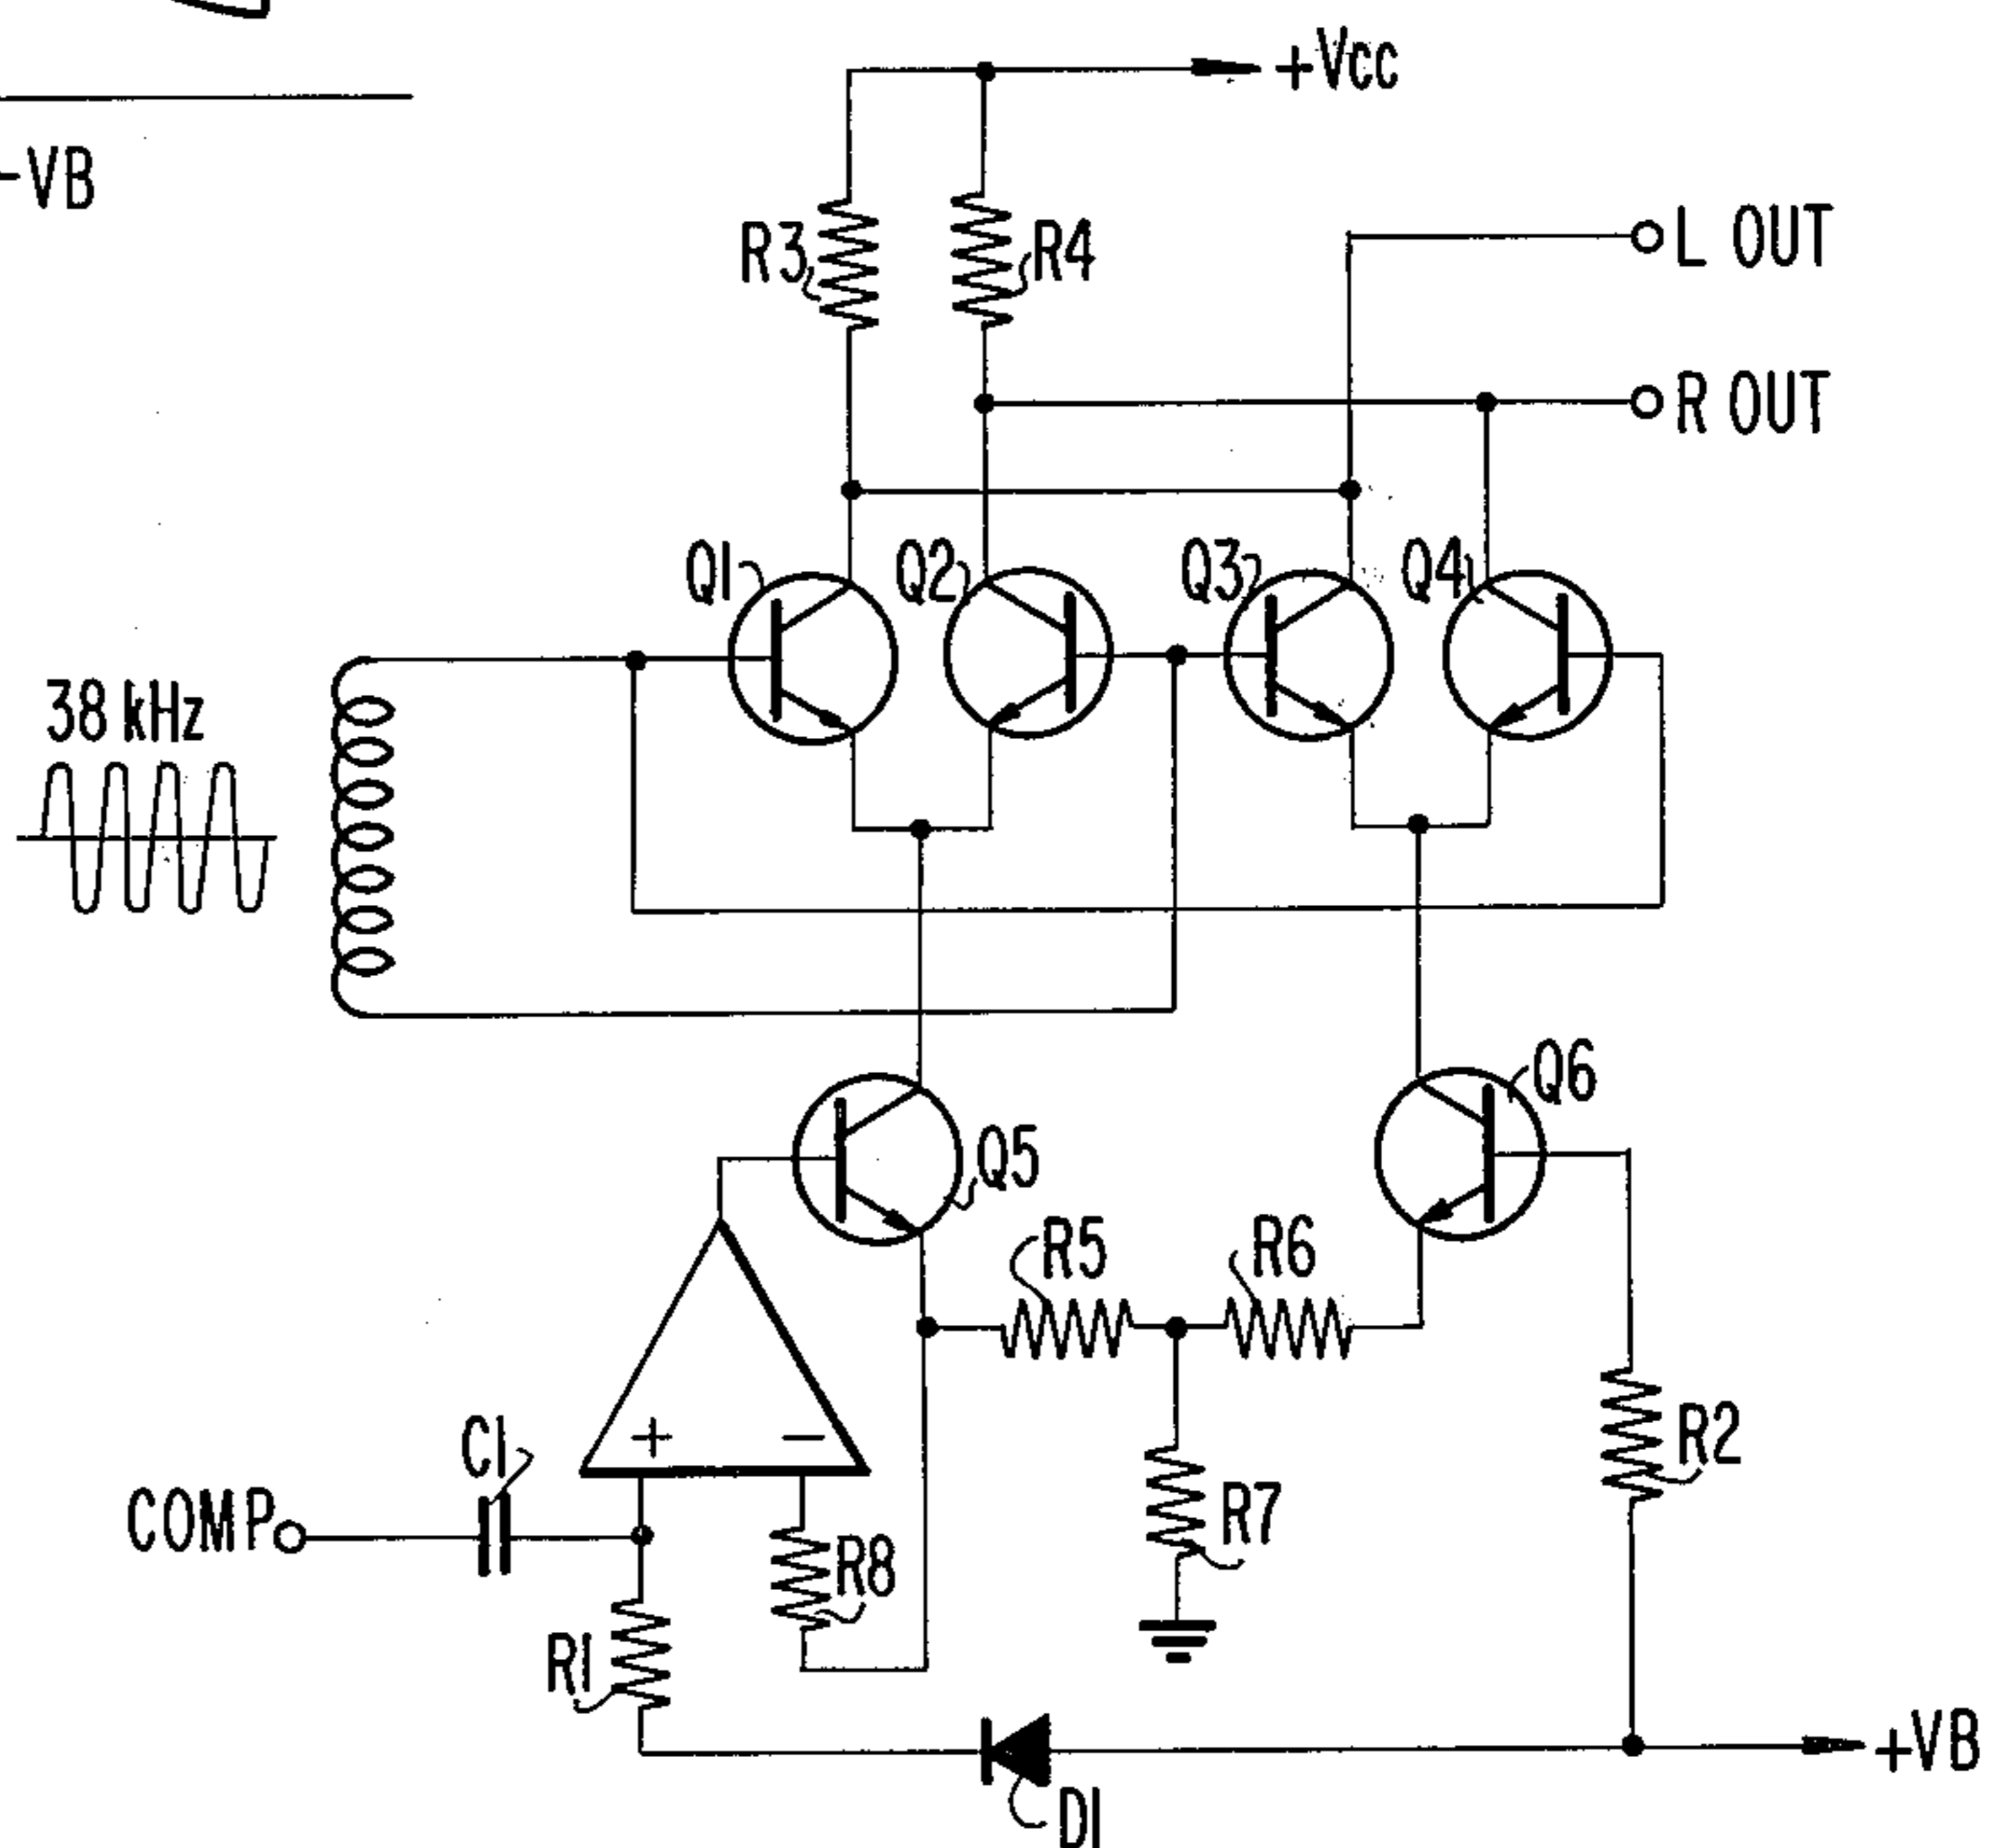 +Vcc
-VB
L OUT
R3
R4
R OUT
Q1
Q2
Q3
Q4
38 kHz
Q6
Q5
R5
R6
R2
C1
+
−
COMP
R7
R8
R1
+VB
D1